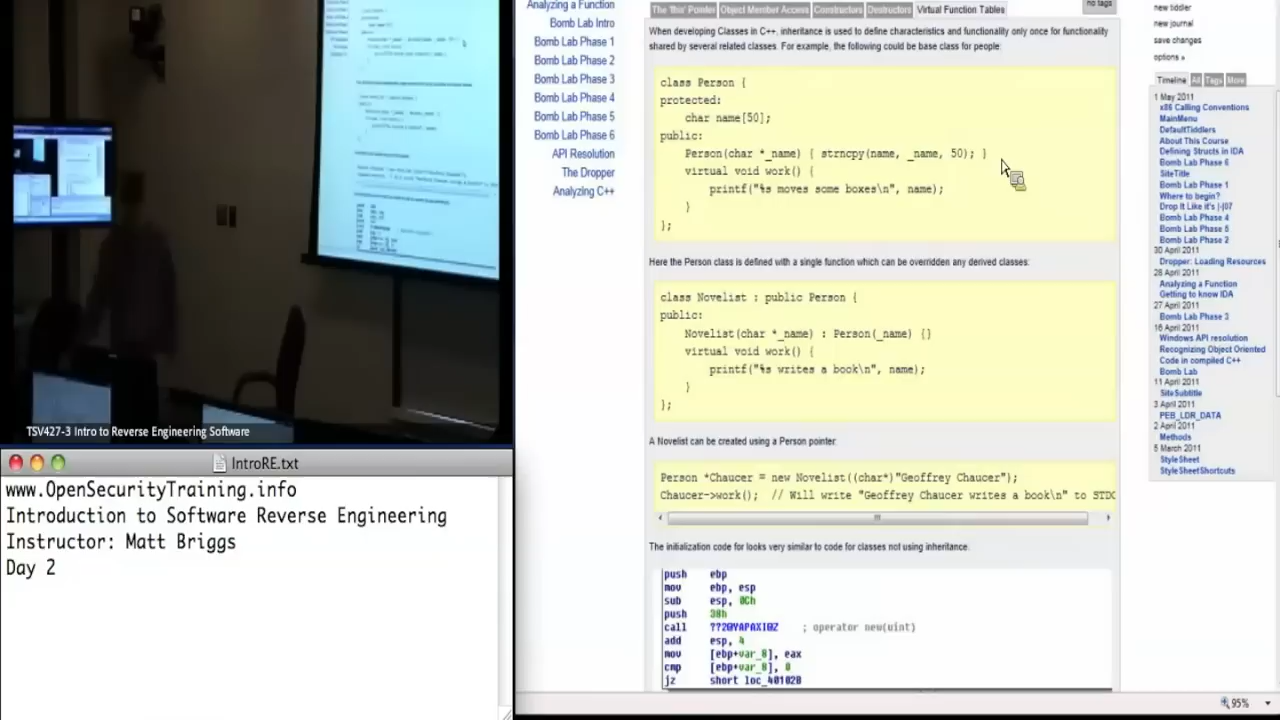 TSV427-3 Intro to Reverse Engineering Software
IntroRE.txt
www.OpenSecurityTraining.info
Introduction to Software Reverse Engineering
Instructor: Matt Briggs
Day 2
Analyzing a Function
Bomb Lab Intro
Bomb Lab Phase 1
Bomb Lab Phase 2
Bomb Lab Phase 3
Bomb Lab Phase 4
Bomb Lab Phase 5
Bomb Lab Phase 6
API Resolution
The Dropper
Analyzing C++
The 'this' Pointer Object Member Access Constructors Destructors Virtual Function Tables
no tags
When developing Classes in C++, inheritance is used to define characteristics and functionality only once for functionality
shared by several related classes. For example, the following could be base class for people:
class Person {
protected:
char name[50];
public:
Person(char *_name) { strncpy(name, _name, 50); }
virtual void work() {
printf("%s moves some boxes\n", name);
}
};
Here the Person class is defined with a single function which can be overridden any derived classes:
class Novelist : public Person {
public:
Novelist(char *_name) : Person(_name) {}
virtual void work() {
printf("%s writes a book\n", name);
}
};
A Novelist can be created using a Person pointer:
Person *Chaucer = new Novelist((char*)"Geoffrey Chaucer");
Chaucer->work(); // Will write "Geoffrey Chaucer writes a book\n" to STDO
The initialization code for looks very similar to code for classes not using inheritance.
push ebp
mov ebp, esp
sub esp, 0Ch
push 38h
call ??2@YAPAXI@Z ; operator new(uint)
add esp, 4
mov [ebp+var_8], eax
cmp [ebp+var_8], 0
jz short loc_401020
new tiddler
new journal
save changes
options »
Timeline All Tags More
1 May 2011
x86 Calling Conventions
MainMenu
DefaultTiddlers
About This Course
Defining Structs in IDA
Bomb Lab Phase 6
SiteTitle
Bomb Lab Phase 1
Where to begin?
Drop It Like it's |-|07
Bomb Lab Phase 4
Bomb Lab Phase 5
Bomb Lab Phase 2
30 April 2011
Dropper: Loading Resources
28 April 2011
Analyzing a Function
Getting to know IDA
27 April 2011
Bomb Lab Phase 3
16 April 2011
Windows API resolution
Recognizing Object Oriented
Code in compiled C++
Bomb Lab
11 April 2011
SiteSubtitle
3 April 2011
PEB_LDR_DATA
2 April 2011
Methods
5 March 2011
StyleSheet
StyleSheetShortcuts
95%